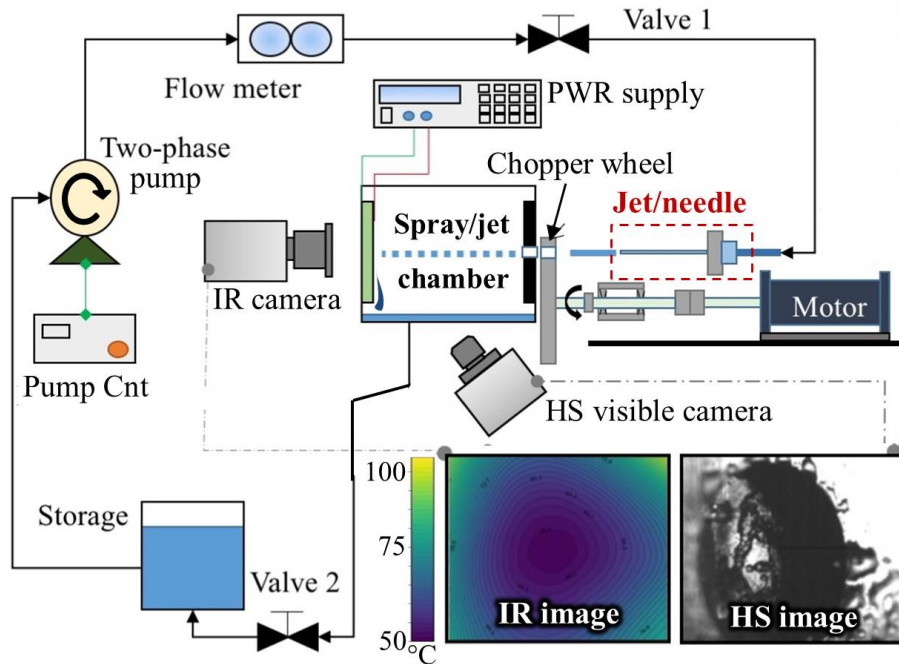 Valve 1
Flow meter
PWR supply
Two-phase
pump
Chopper wheel
Jet/needle
Spray/jet
chamber
IR camera
Motor
Pump Cnt
HS visible camera
100
Storage
75
Valve 2
50
°C
IR image
HS image